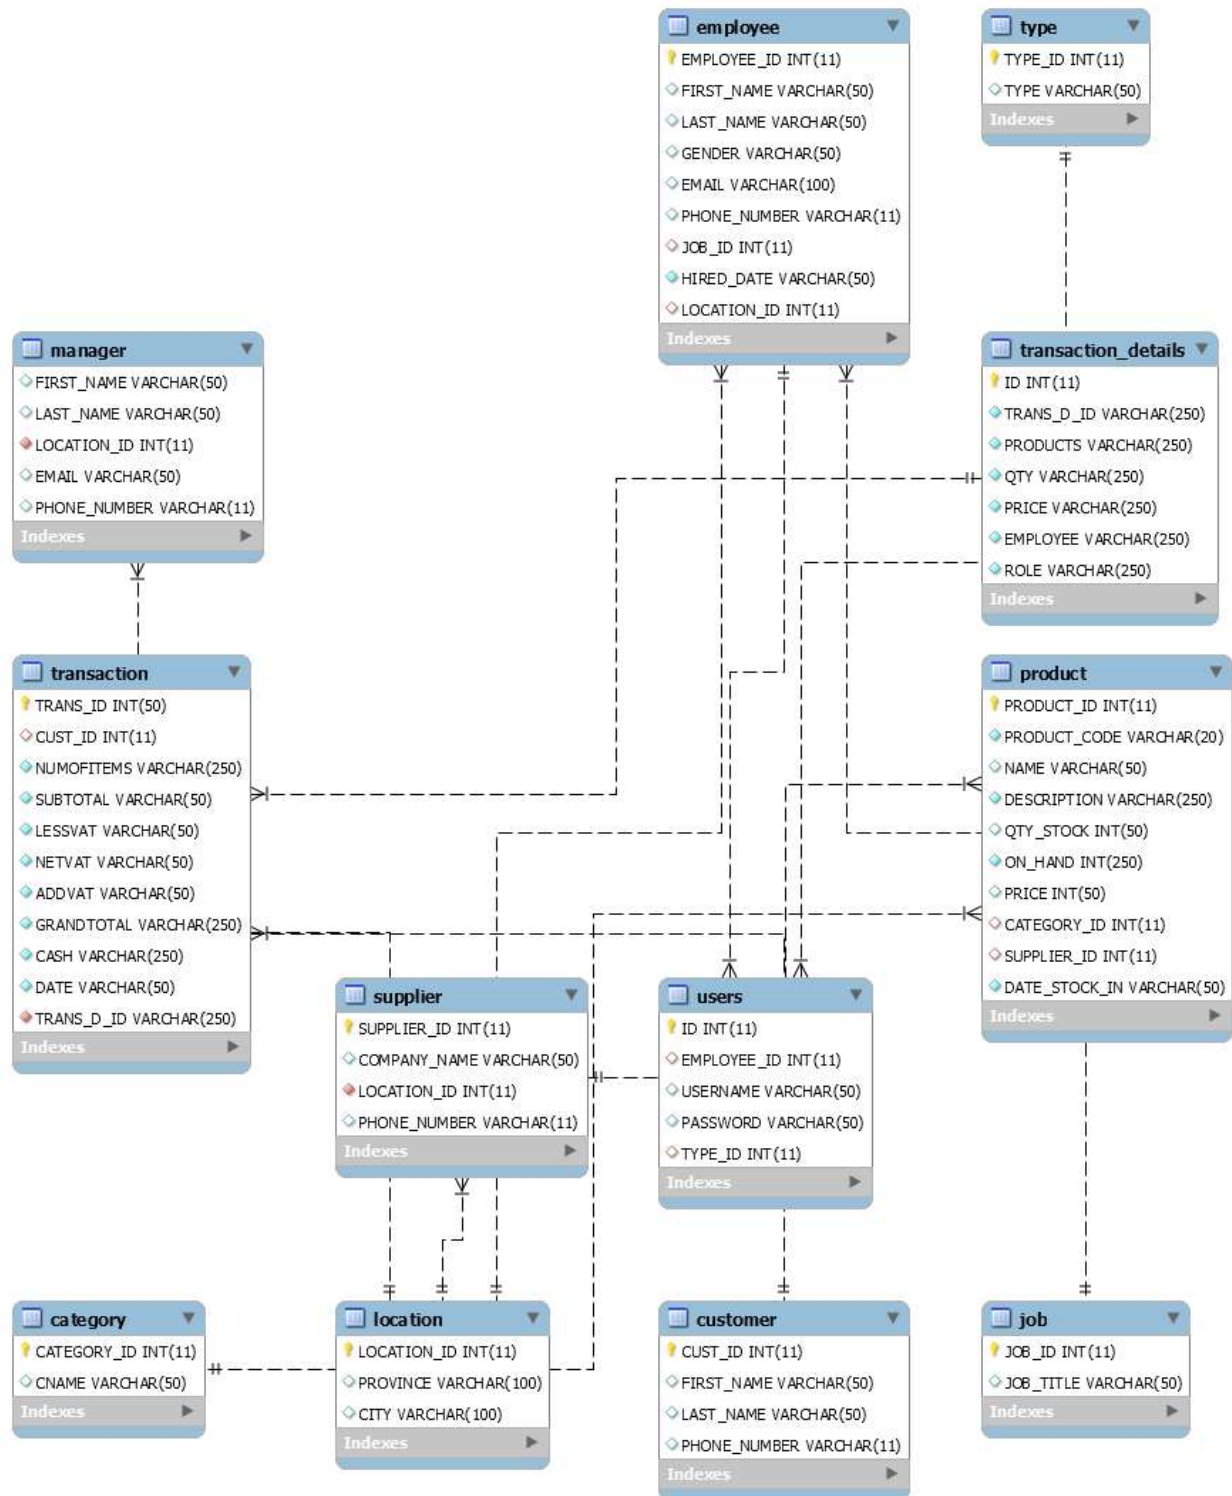 employee
EMPLOYEE_ID INT(11)
FIRST_NAME VARCHAR(50)
LAST_NAME VARCHAR(50)
GENDER VARCHAR(50)
EMAIL VARCHAR(100)
PHONE_NUMBER VARCHAR(11)
JOB_ID INT(11)
HIRED_DATE VARCHAR(50)
LOCATION_ID INT(11)
Indexes
type
TYPE_ID INT(11)
TYPE VARCHAR(50)
Indexes
manager
FIRST_NAME VARCHAR(50)
LAST_NAME VARCHAR(50)
LOCATION_ID INT(11)
EMAIL VARCHAR(50)
PHONE_NUMBER VARCHAR(11)
Indexes
transaction_details
ID INT(11)
TRANS_D_ID VARCHAR(250)
PRODUCTS VARCHAR(250)
QTY VARCHAR(250)
PRICE VARCHAR(250)
EMPLOYEE VARCHAR(250)
ROLE VARCHAR(250)
Indexes
transaction
TRANS_ID INT(50)
CUST_ID INT(11)
NUMOFITEMS VARCHAR(250)
SUBTOTAL VARCHAR(50)
LESSVAT VARCHAR(50)
NETVAT VARCHAR(50)
ADDVAT VARCHAR(50)
GRANDTOTAL VARCHAR(250)
CASH VARCHAR(250)
DATE VARCHAR(50)
TRANS_D_ID VARCHAR(250)
Indexes
product
PRODUCT_ID INT(11)
PRODUCT_CODE VARCHAR(20)
NAME VARCHAR(50)
DESCRIPTION VARCHAR(250)
QTY_STOCK INT(50)
ON_HAND INT(250)
PRICE INT(50)
CATEGORY_ID INT(11)
SUPPLIER_ID INT(11)
DATE_STOCK_IN VARCHAR(50)
Indexes
supplier
SUPPLIER_ID INT(11)
COMPANY_NAME VARCHAR(50)
LOCATION_ID INT(11)
PHONE_NUMBER VARCHAR(11)
Indexes
users
ID INT(11)
EMPLOYEE_ID INT(11)
USERNAME VARCHAR(50)
PASSWORD VARCHAR(50)
TYPE_ID INT(11)
Indexes
category
CATEGORY_ID INT(11)
CNAME VARCHAR(50)
Indexes
location
LOCATION_ID INT(11)
PROVINCE VARCHAR(100)
CITY VARCHAR(100)
Indexes
customer
CUST_ID INT(11)
FIRST_NAME VARCHAR(50)
LAST_NAME VARCHAR(50)
PHONE_NUMBER VARCHAR(11)
Indexes
job
JOB_ID INT(11)
JOB_TITLE VARCHAR(50)
Indexes